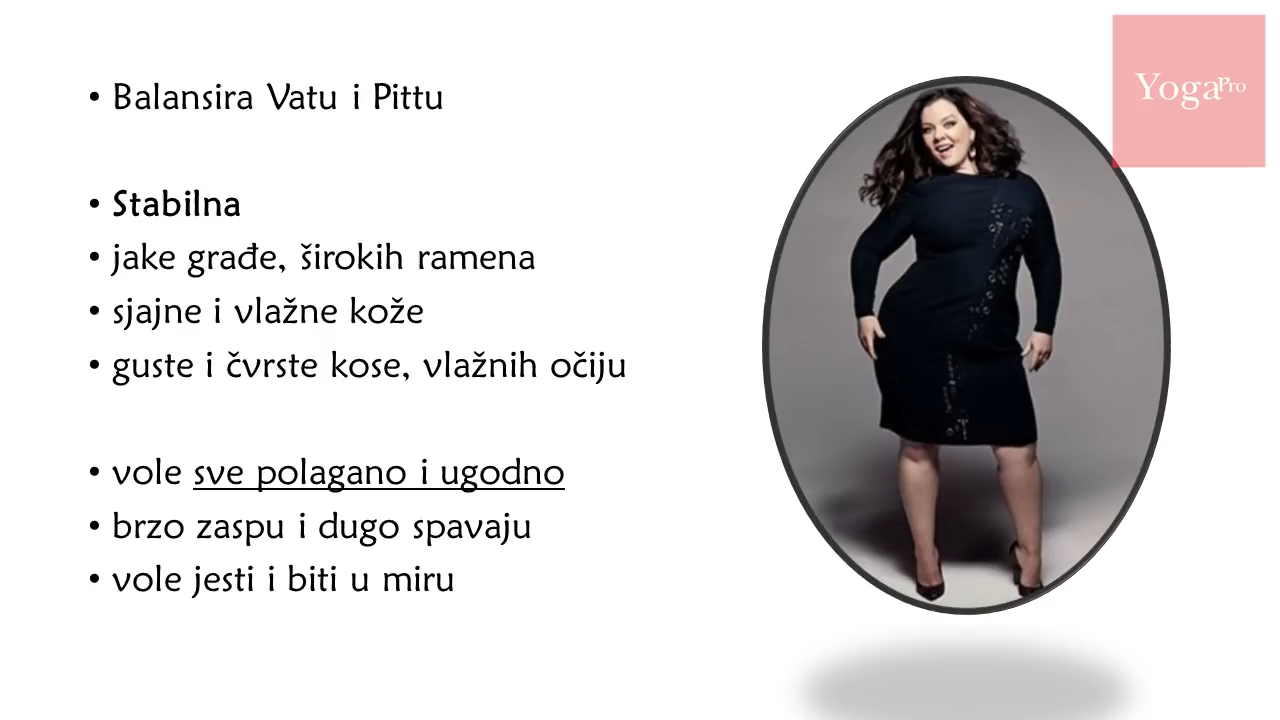 • Balansira Vatu i Pittu
• Stabilna
• jake građe, širokih ramena
• sjajne i vlažne kože
• guste i čvrste kose, vlažnih očiju
• vole sve polagano i ugodno
• brzo zaspu i dugo spavaju
• vole jesti i biti u miru
YogaPro